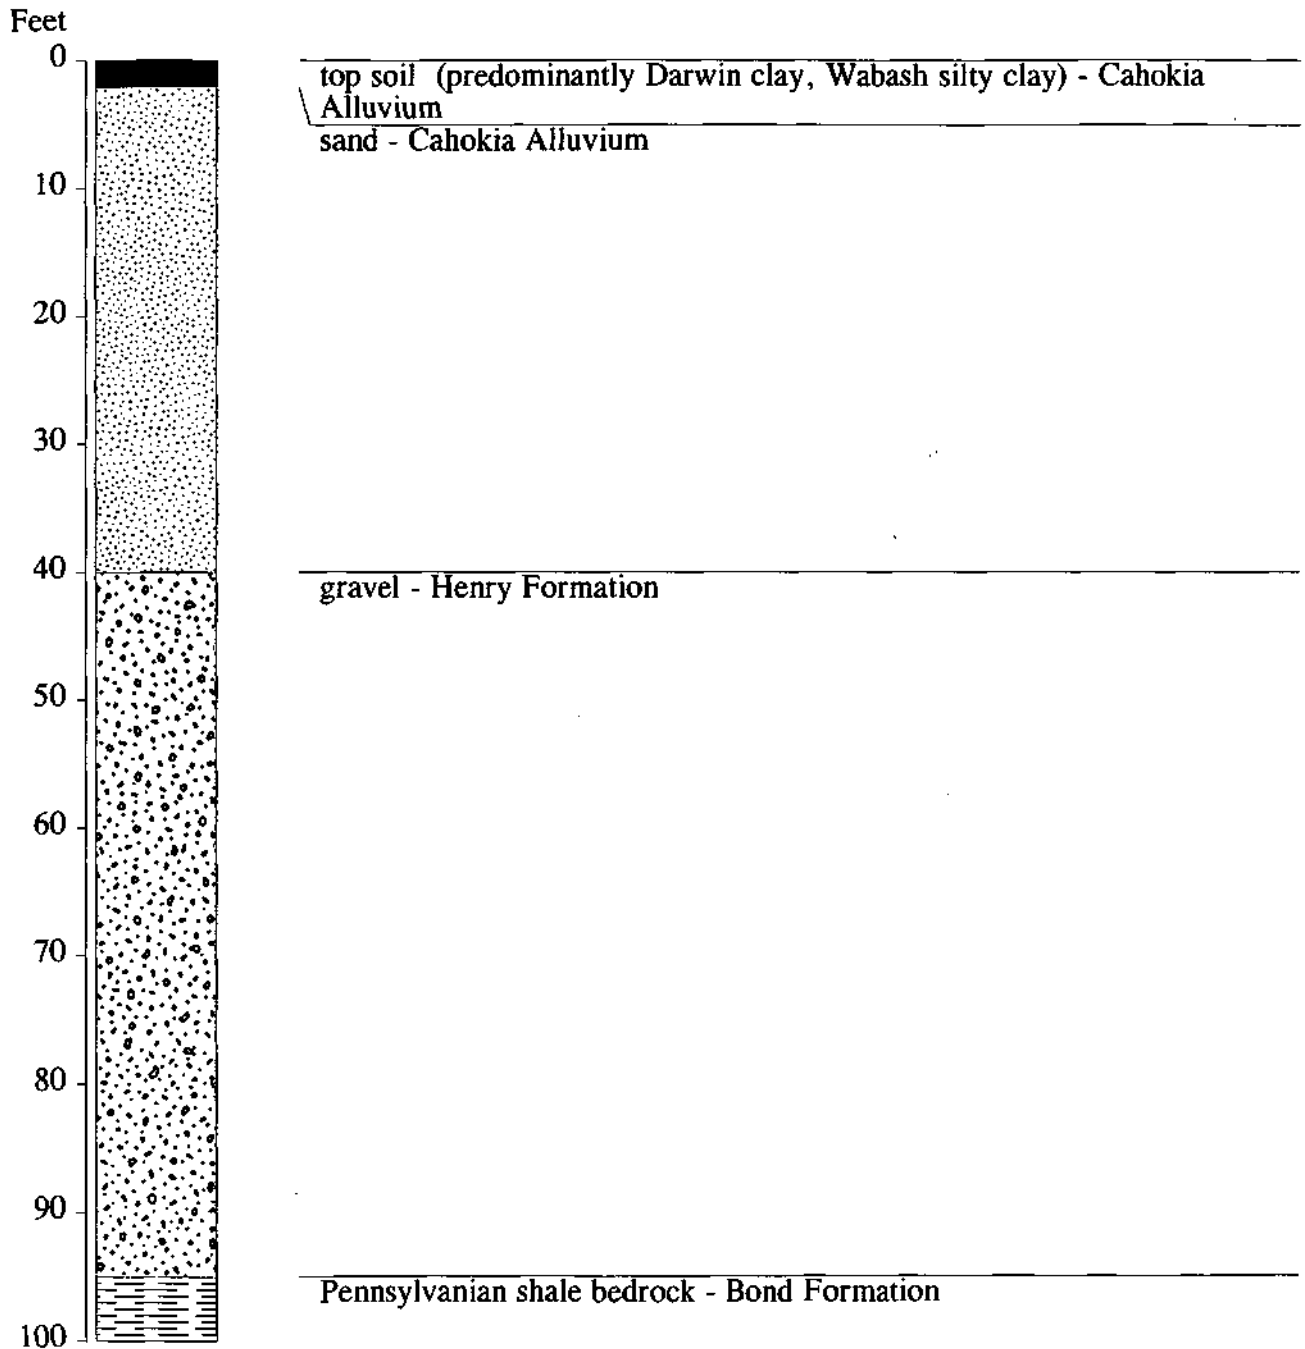 Feet
0
top soil (predominantly Darwin clay, Wabash silty clay) - Cahokia
Alluvium
sand - Cahokia Alluvium
10
20
30
40
gravel - Henry Formation
50
60
70
80
90
Pennsylvanian shale bedrock - Bond Formation
100